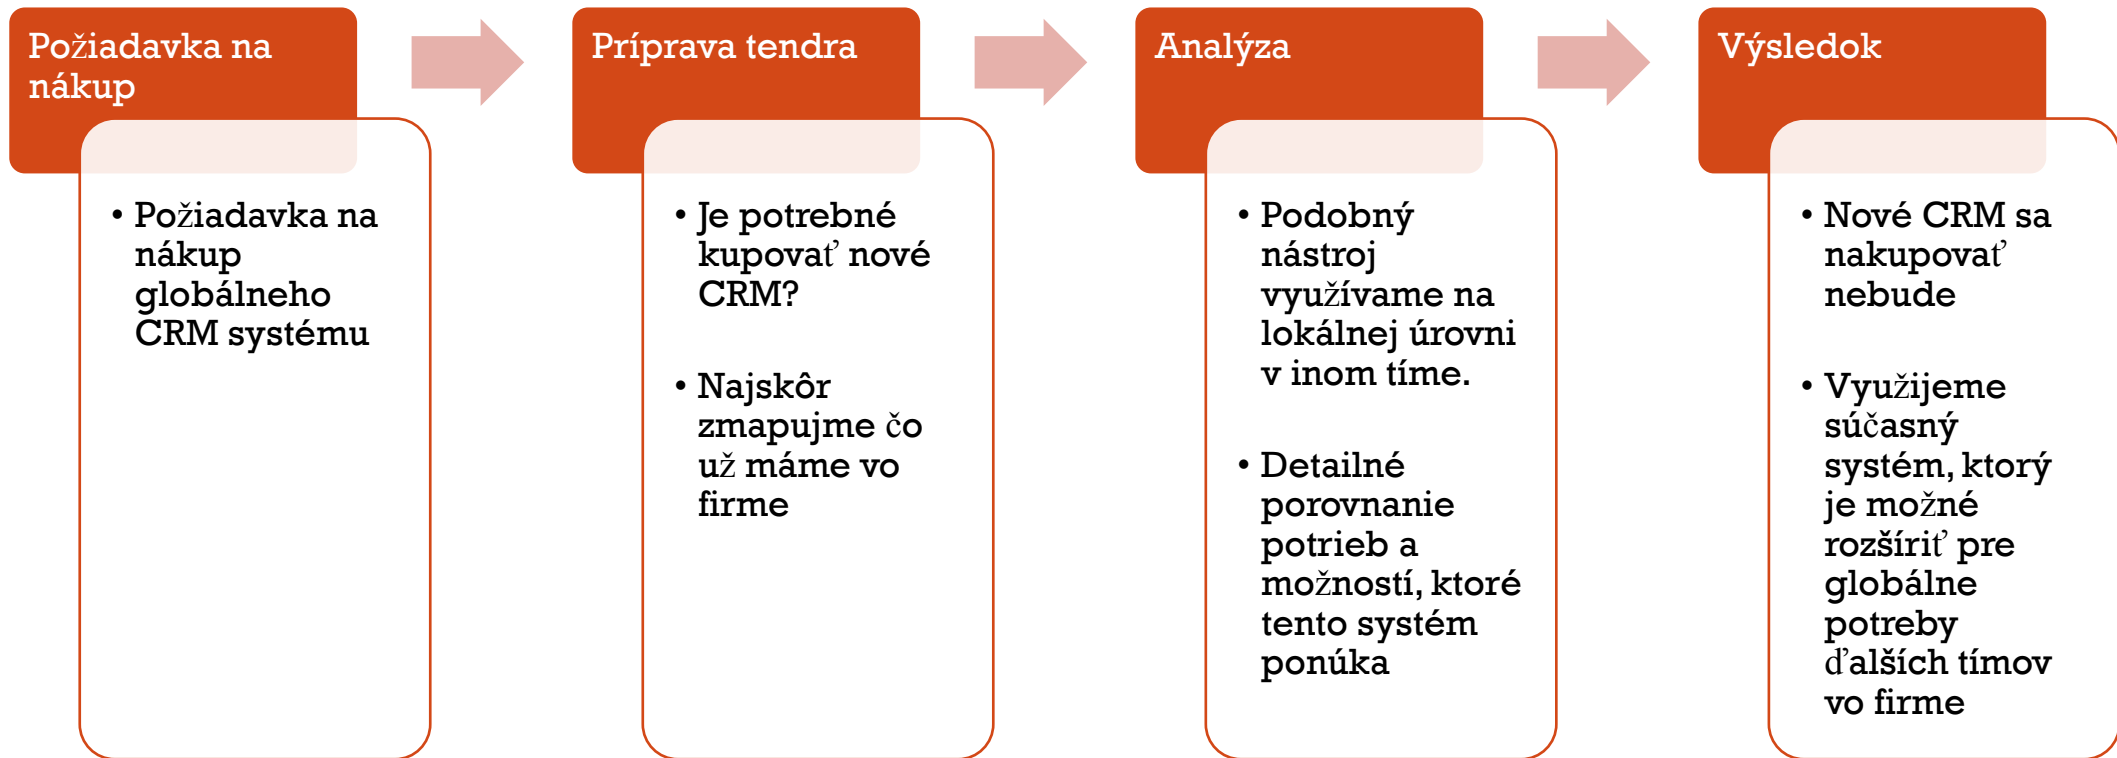 Požiadavka na
nákup
• Požiadavka na
nákup
globálneho
CRM systému
Príprava tendra
• Je potrebné
kupovať nové
CRM?
• Najskôr
zmapujme čo
už máme vo
firme
Analýza
• Podobný
nástroj
využívame na
lokálnej úrovni
v inom tíme.
• Detailné
porovnanie
potrieb a
možností, ktoré
tento systém
ponúka
Výsledok
• Nové CRM sa
nakupovať
nebude
• Využijeme
súčasný
systém, ktorý
je možné
rozšíriť pre
globálne
potreby
ďalších tímov
vo firme